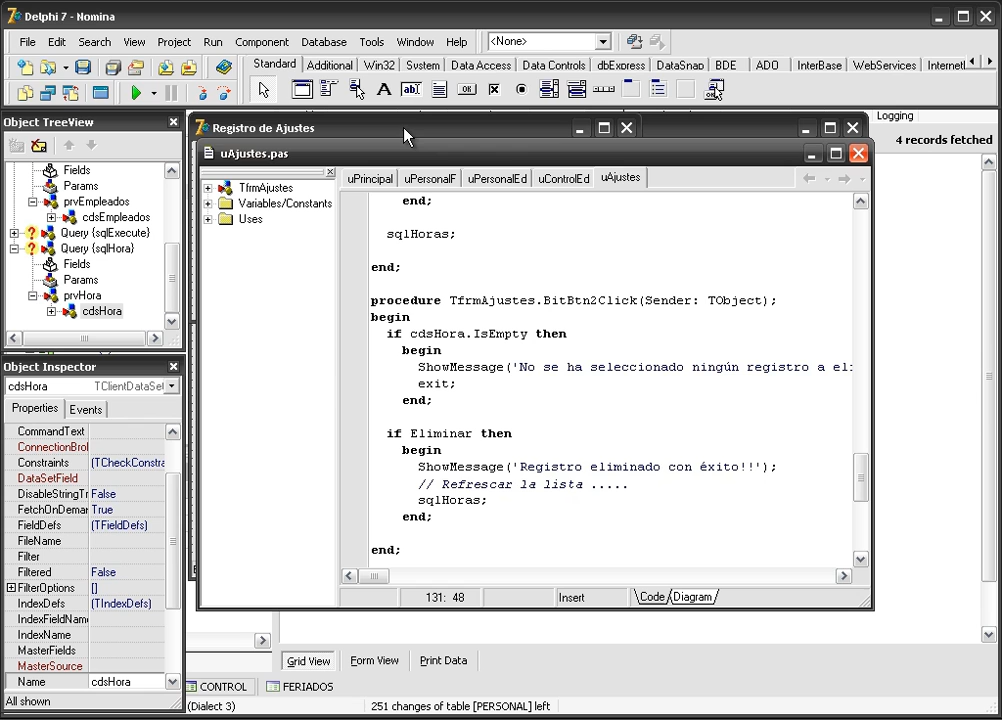 Delphi 7 - Nomina
File Edit Search View Project Run Component Database Tools Window Help <None>
Standard Additional Win32 System Data Access Data Controls dbExpress DataSnap BDE ADO InterBase WebServices InternetE
Object TreeView
Fields
Params
prvEmpleados
cdsEmpleados
Query {sqlExecute}
Query {sqlHora}
Fields
Params
prvHora
cdsHora
Object Inspector
cdsHora TClientDataSet
Properties Events
CommandText
ConnectionBrol
Constraints (TCheckConstra
DataSetField
DisableStringTr False
FetchOnDeman True
FieldDefs (TFieldDefs)
FileName
Filter
Filtered False
FilterOptions []
IndexDefs (TIndexDefs)
IndexFieldNam
IndexName
MasterFields
MasterSource
Name cdsHora
All shown
Registro de Ajustes
Logging
4 records fetched
uAjustes.pas
uPrincipal uPersonalF uPersonalEd uControlEd uAjustes
TfrmAjustes
Variables/Constants
Uses
end;
sqlHoras;
end;
procedure TfrmAjustes.BitBtn2Click(Sender: TObject);
begin
if cdsHora.IsEmpty then
begin
ShowMessage('No se ha seleccionado ningún registro a el
exit;
end;
if Eliminar then
begin
ShowMessage('Registro eliminado con éxito!!');
// Refrescar la lista .....
sqlHoras;
end;
end;
131: 48 Insert Code Diagram
Grid View Form View Print Data
CONTROL FERIADOS
(Dialect 3) 251 changes of table [PERSONAL] left